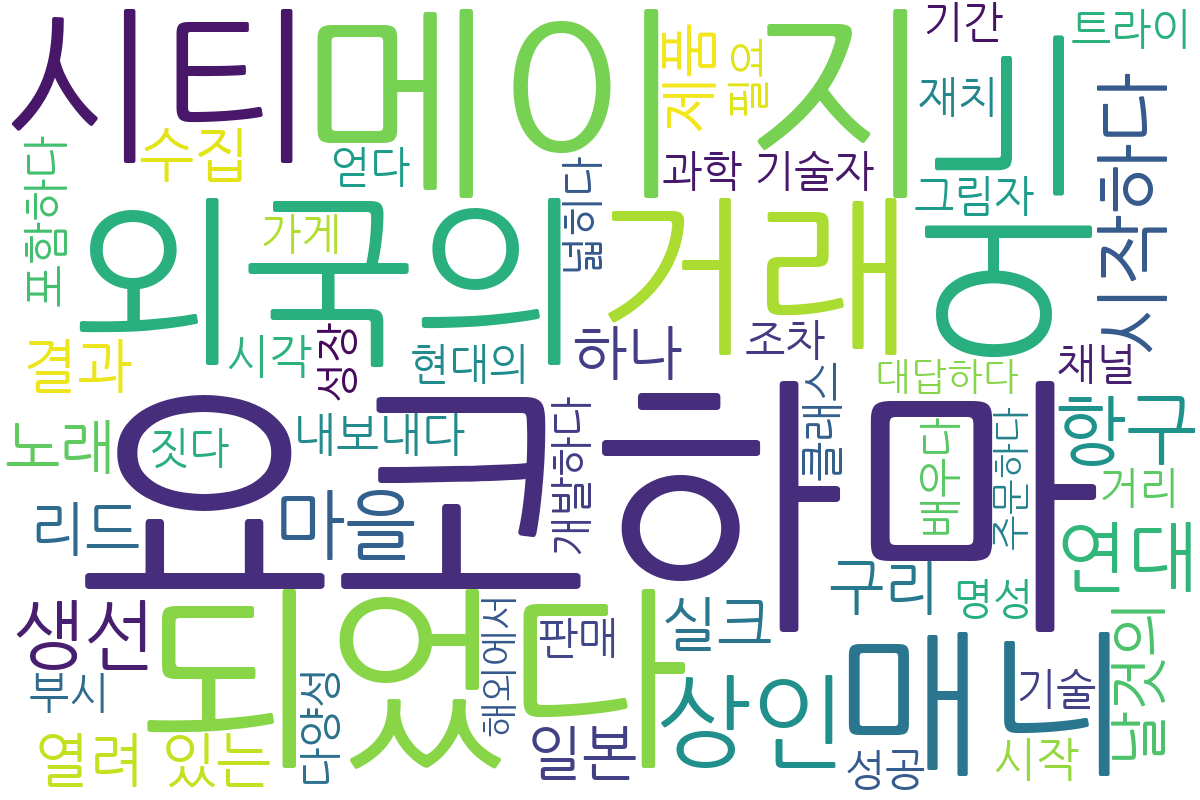 시티
메이지
기간
트라이
제품
필요
니
재치
시작하다
수집
얻다
과학 기술자
그림자
포함하다
외국의
가게
넓히다
거래
허
결과
시각
성장
현대의
하나
조차
대답하다
채널
노래
짓다
내보내다
요코하마
개발하다
클래스
배우다
주문하다
항구
거리
리드
마을
연대
생선
되었다
해외에서
판매
실크
구리
명성
날것의
부시
다양성
열려 있는
일본
상인
매니
기술
성공
시작